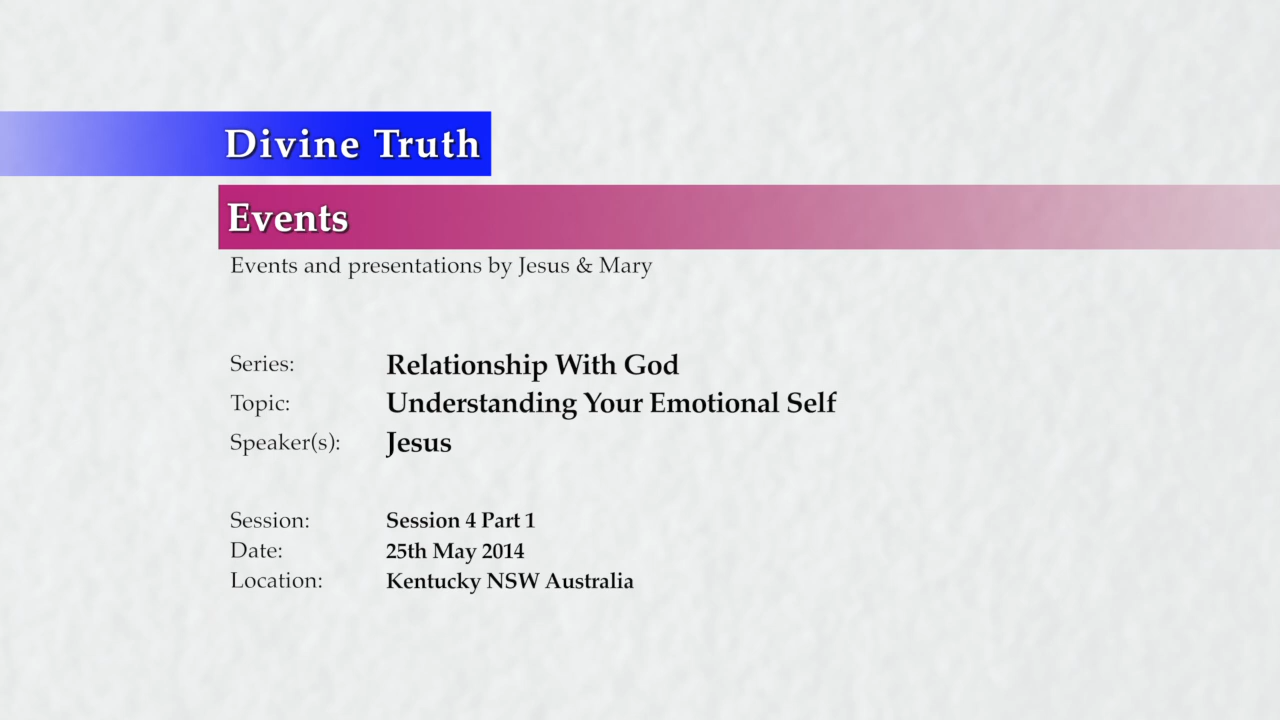 Divine Truth
Events
Events and presentations by Jesus & Mary
Series: Relationship With God
Topic: Understanding Your Emotional Self
Speaker(s): Jesus
Session: Session 4 Part 1
Date: 25th May 2014
Location: Kentucky NSW Australia